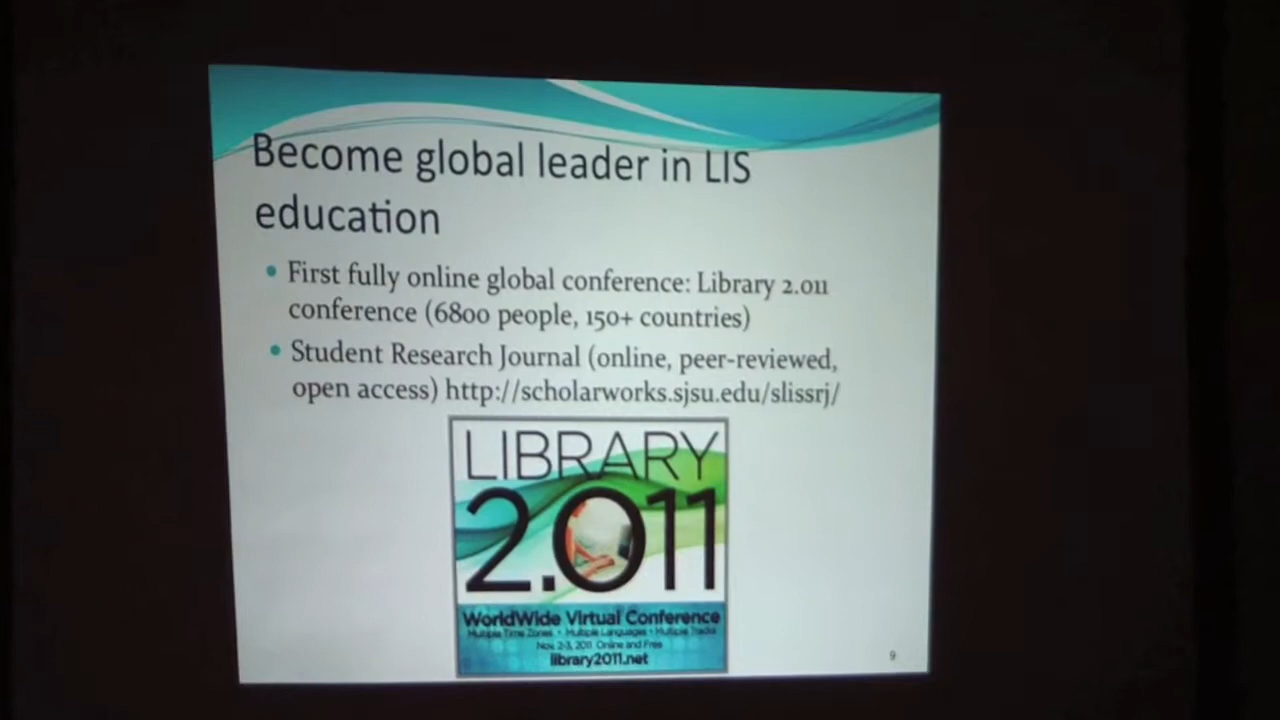 Become global leader in LIS
education
• First fully online global conference: Library 2.011
conference (6800 people, 150+ countries)
• Student Research Journal (online, peer-reviewed,
open access) http://scholarworks.sjsu.edu/slissrj/
LIBRARY
2.011
WorldWide Virtual Conference
Multiple Time Zones • Multiple Languages • Multiple Tracks
Nov. 2-3, 2011 Online and Free
library2011.net
9